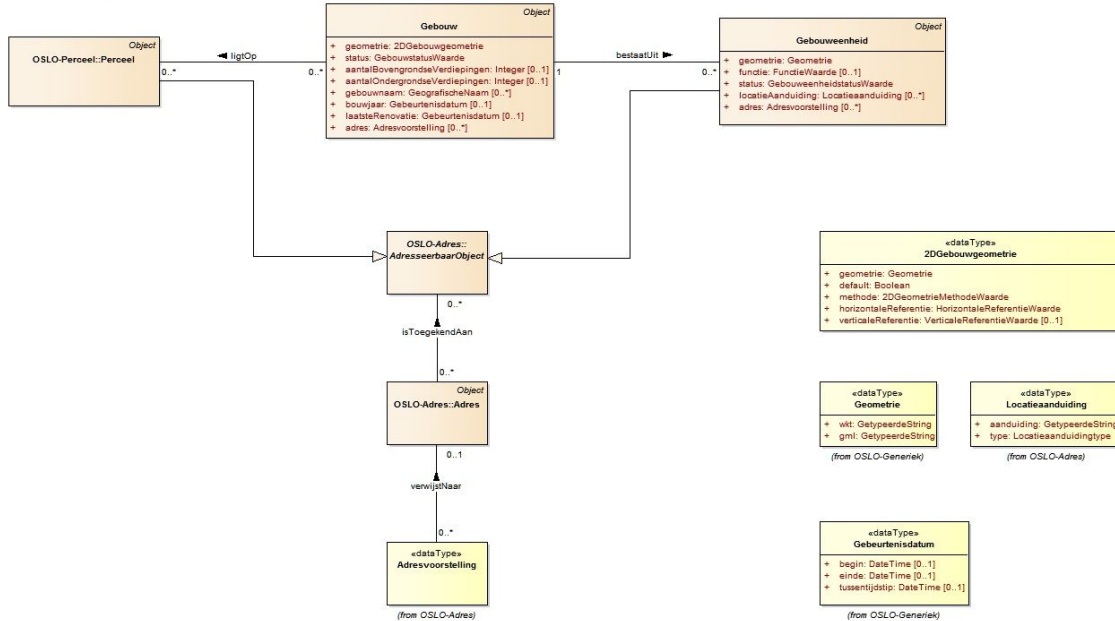 Object
OSLO-Perceel::Perceel
0..*
ligtOp
0..*
Object
Gebouw
+ geometrie: 2DGebouwgeometrie
+ status: GebouwstatusWaarde
+ aantalBovengrondseVerdiepingen: Integer [0..1]
+ aantalOndergrondseVerdiepingen: Integer [0..1]
+ gebouwnaam: GeografischeNaam [0..*]
+ bouwjaar: Gebeurtenisdatum [0..1]
+ laatsteRenovatie: Gebeurtenisdatum [0..1]
+ adres: Adresvoorstelling [0..*]
1
bestaatUit
0..*
Object
Gebouweenheid
+ geometrie: Geometrie
+ functie: FunctieWaarde [0..1]
+ status: GebouweenheidstatusWaarde
+ locatieAanduiding: Locatieaanduiding [0..*]
+ adres: Adresvoorstelling [0..*]
OSLO-Adres::
AdresseerbaarObject
0..*
isToegekendAan
0..*
Object
OSLO-Adres::Adres
0..1
verwijstNaar
0..*
«dataType»
Adresvoorstelling
(from OSLO-Adres)
«dataType»
2DGebouwgeometrie
+ geometrie: Geometrie
+ default: Boolean
+ methode: 2DGeometrieMethodeWaarde
+ horizontaleReferentie: HorizontaleReferentieWaarde
+ verticaleReferentie: VerticaleReferentieWaarde [0..1]
«dataType»
Geometrie
+ wkt: GetypeerdeString
+ gml: GetypeerdeString
(from OSLO-Generiek)
«dataType»
Locatieaanduiding
+ aanduiding: GetypeerdeString
+ type: Locatieaanduidingtype
(from OSLO-Adres)
«dataType»
Gebeurtenisdatum
+ begin: DateTime [0..1]
+ einde: DateTime [0..1]
+ tussentijdstip: DateTime [0..1]
(from OSLO-Generiek)